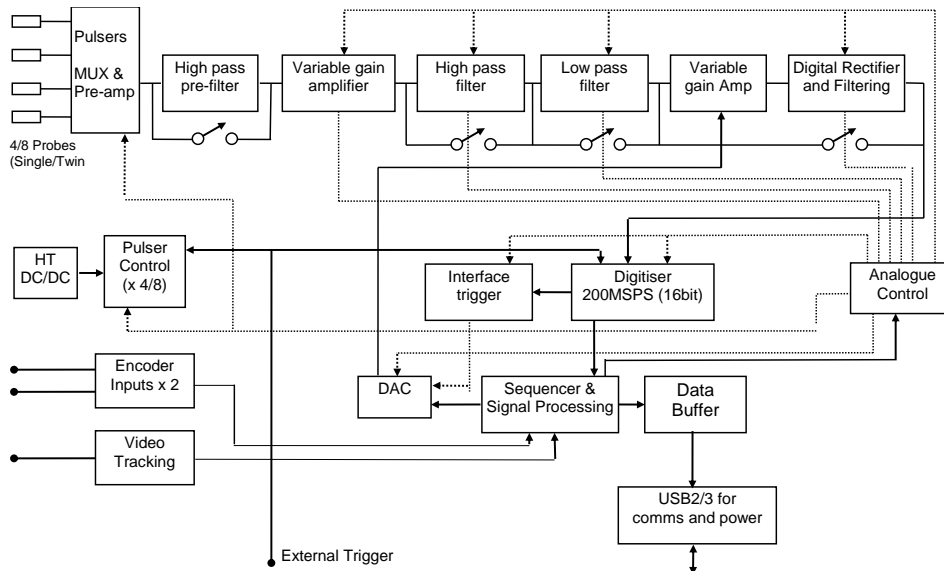 Pulsers
MUX &
Pre-amp
High pass
pre-filter
Variable gain
amplifier
High pass
filter
Low pass
filter
Variable
gain Amp
Digital Rectifier
and Filtering
4/8 Probes
(Single/Twin
HT
DC/DC
Pulser
Control
(x 4/8)
Interface
trigger
Digitiser
200MSPS (16bit)
Analogue
Control
Encoder
Inputs x 2
DAC
Sequencer &
Signal Processing
Data
Buffer
Video
Tracking
USB2/3 for
comms and power
External Trigger